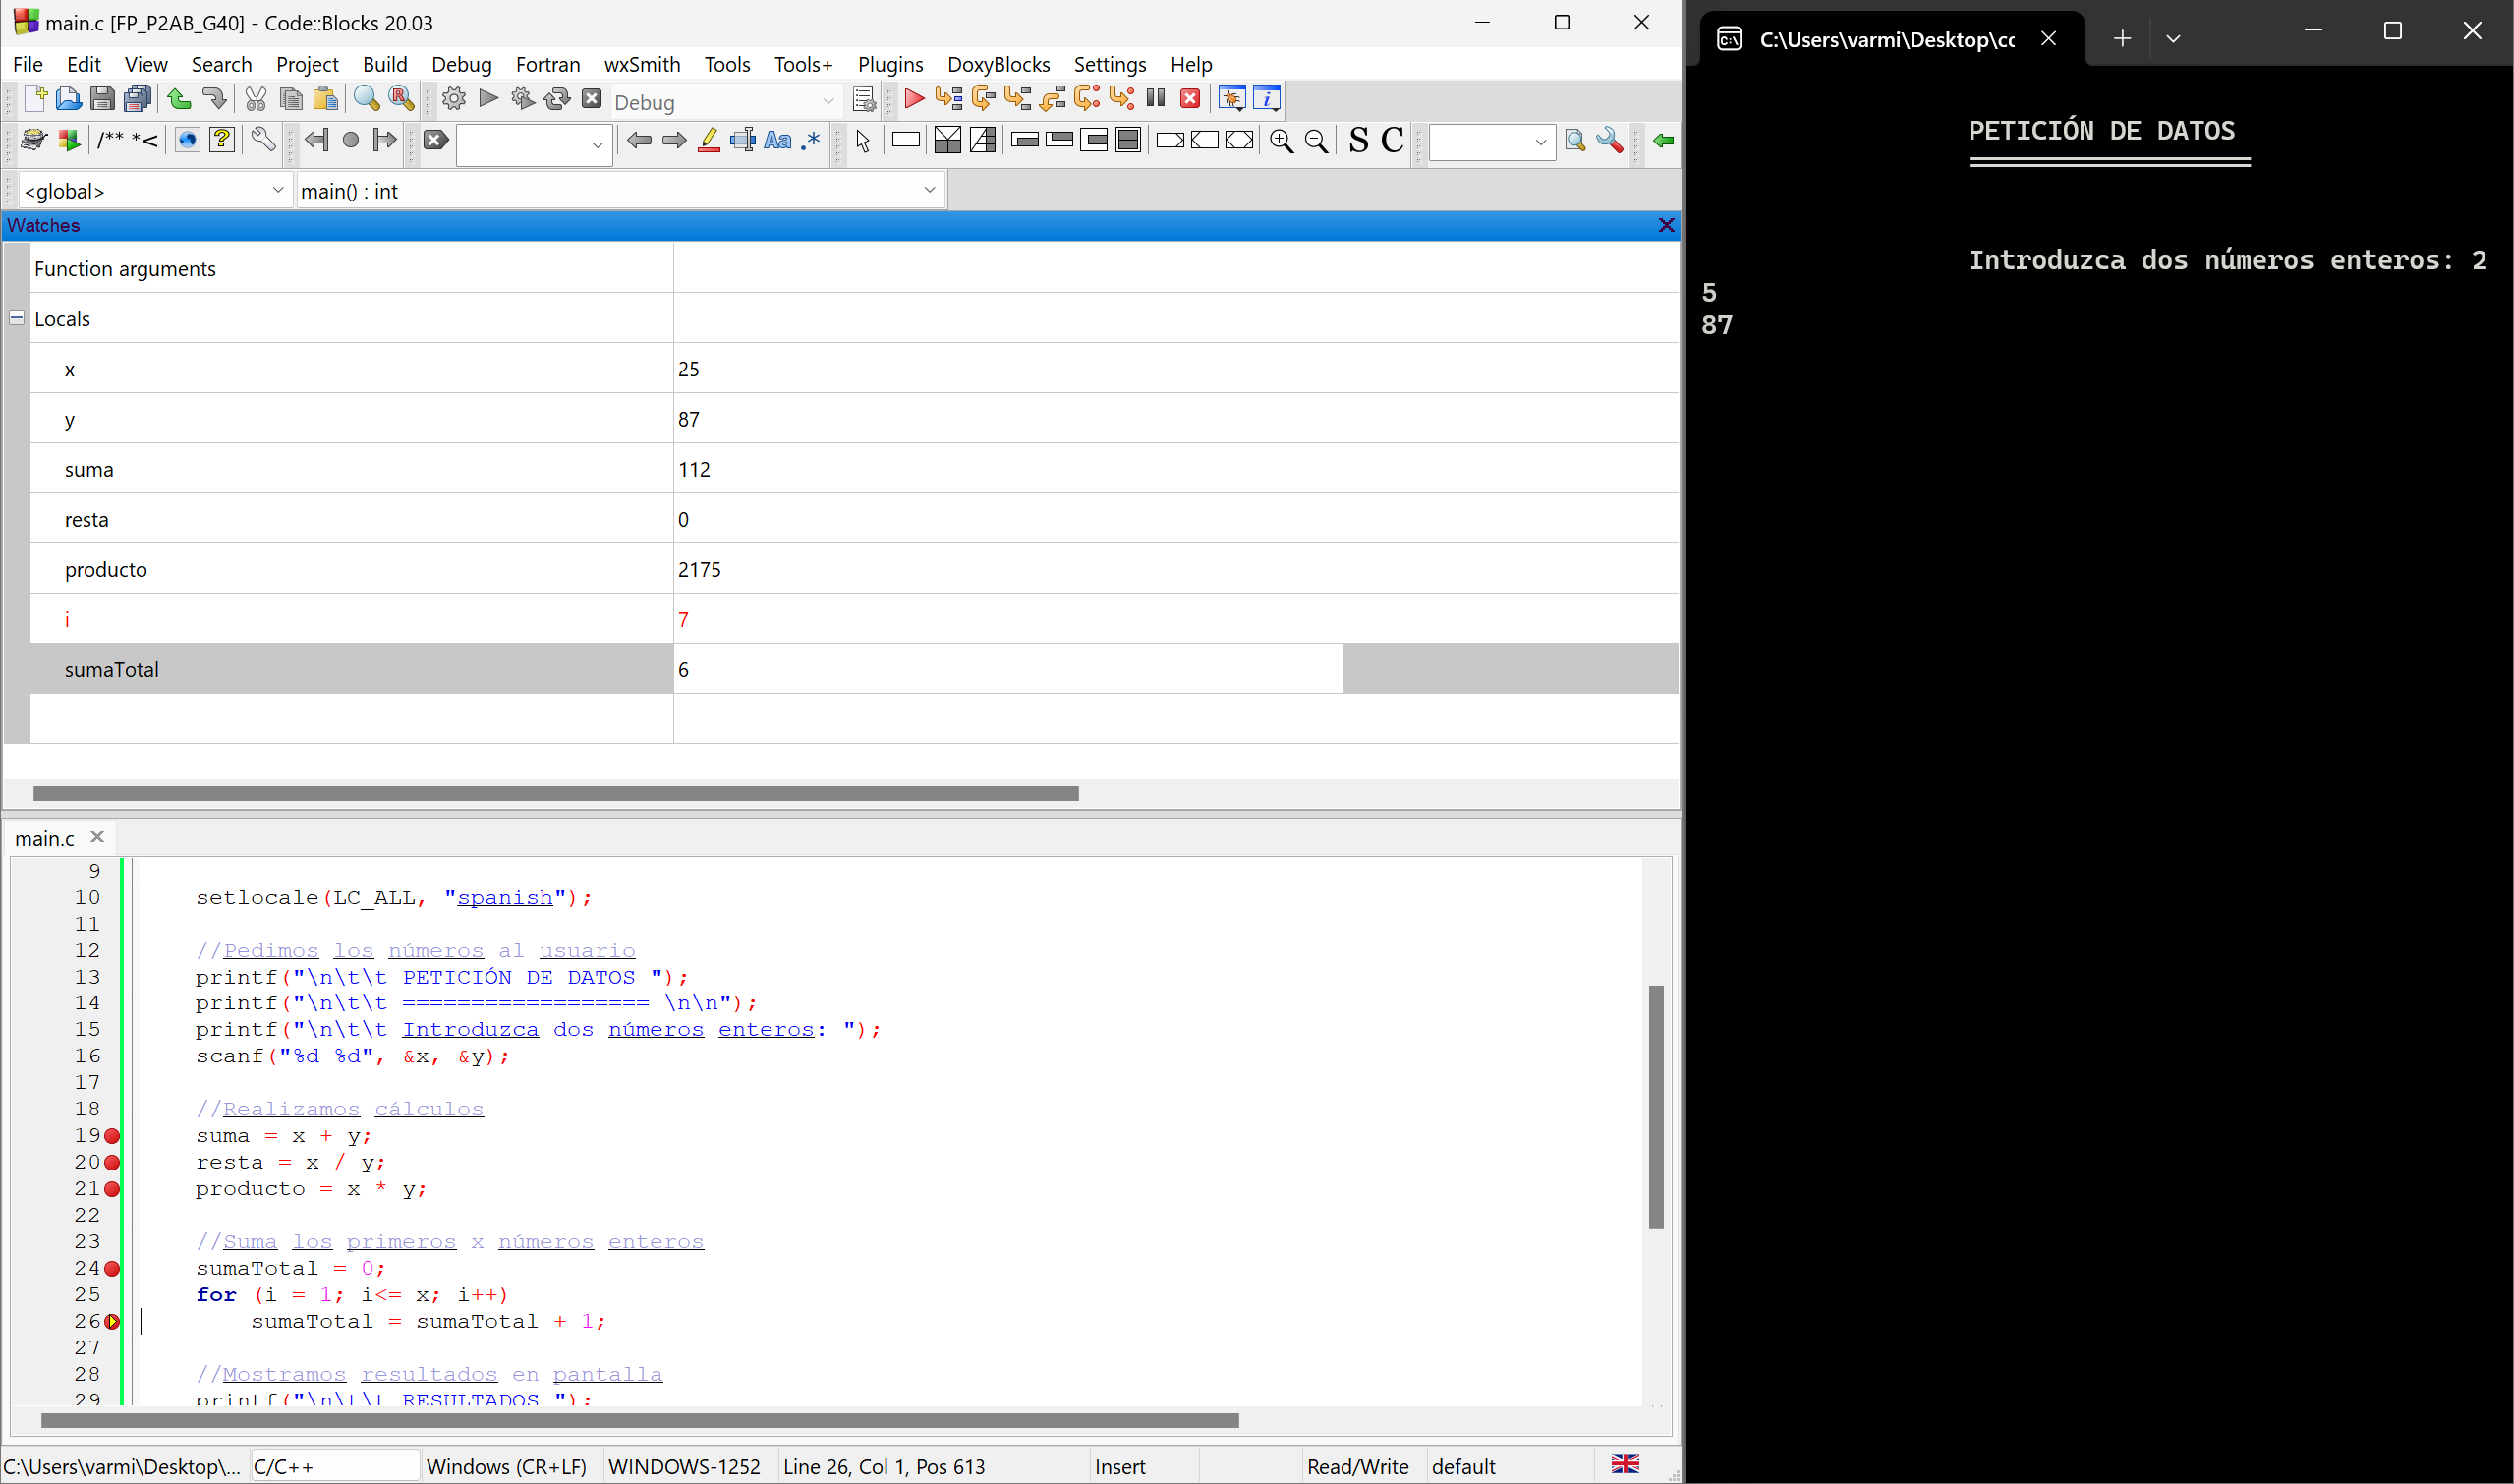 main.c [FP_P2AB_G40] - Code::Blocks 20.03
File Edit View Search Project Build Debug Fortran wxSmith Tools Tools+ Plugins DoxyBlocks Settings Help
Debug
/** *<
Aa .* S C
<global> main() : int
Watches
Function arguments
Locals
x 25
y 87
suma 112
resta 0
producto 2175
i 7
sumaTotal 6
main.c
9
10 setlocale(LC_ALL, "spanish");
11
12 //Pedimos los números al usuario
13 printf("\n\t\t PETICIÓN DE DATOS ");
14 printf("\n\t\t ================== \n\n");
15 printf("\n\t\t Introduzca dos números enteros: ");
16 scanf("%d %d", &x, &y);
17
18 //Realizamos cálculos
19 suma = x + y;
20 resta = x / y;
21 producto = x * y;
22
23 //Suma los primeros x números enteros
24 sumaTotal = 0;
25 for (i = 1; i<= x; i++)
26 sumaTotal = sumaTotal + 1;
27
28 //Mostramos resultados en pantalla
29 printf("\n\t\t RESULTADOS ");
C:\Users\varmi\Desktop\... C/C++ Windows (CR+LF) WINDOWS-1252 Line 26, Col 1, Pos 613 Insert Read/Write default
C:\Users\varmi\Desktop\cc
PETICIÓN DE DATOS
==================
Introduzca dos números enteros: 2
5
87